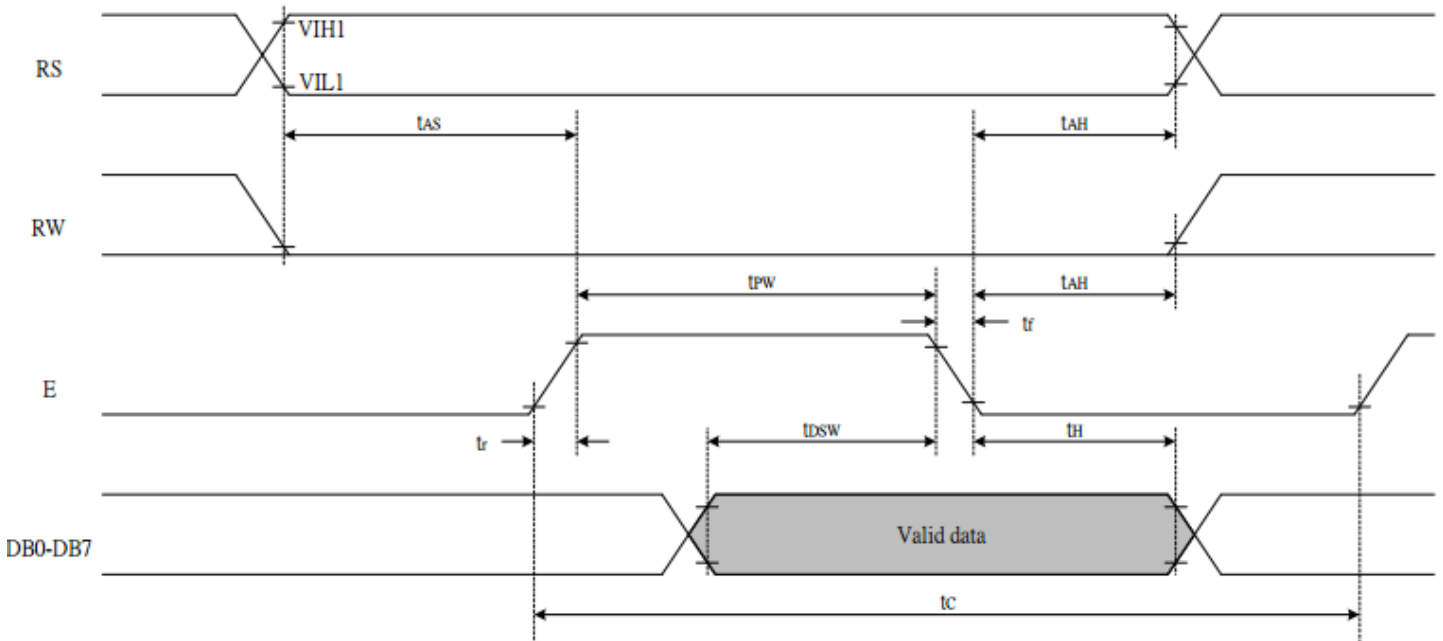 VIH1
RS
VIL1
tAS
tAH
RW
tPW
tAH
tf
E
tr
tDSW
tH
Valid data
DB0-DB7
tC